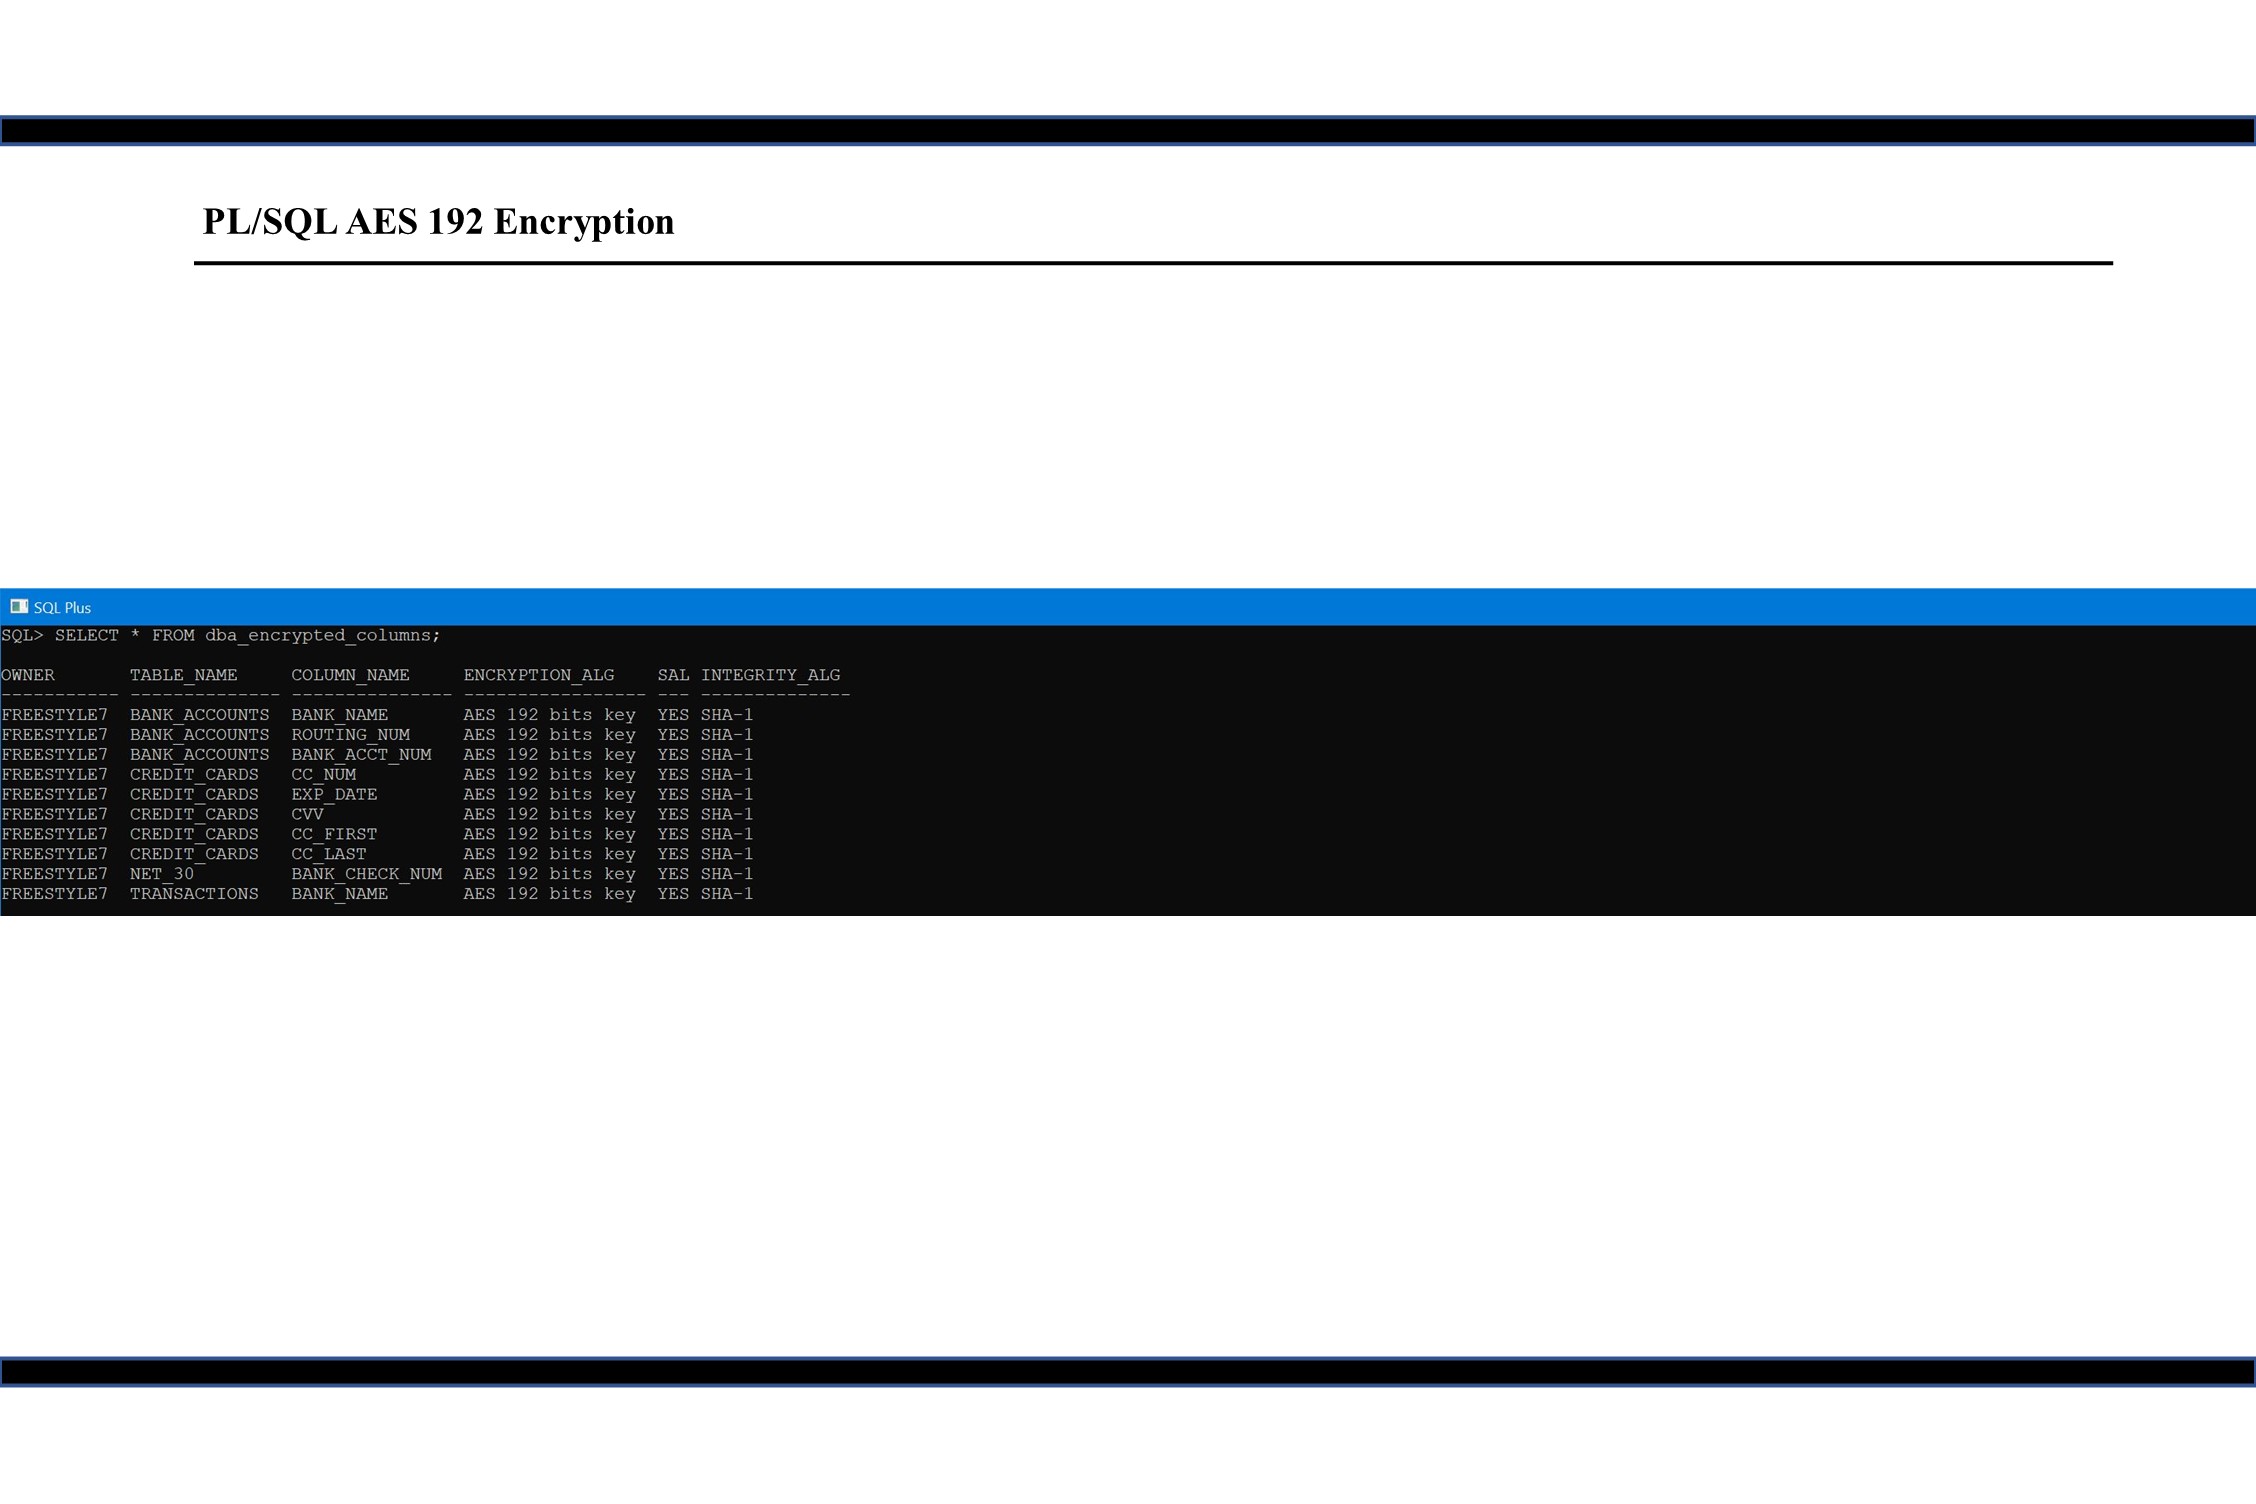 PL/SQL AES 192 Encryption
SQL Plus
SQL> SELECT * FROM dba_encrypted_columns;
OWNER       TABLE_NAME     COLUMN_NAME     ENCRYPTION_ALG    SAL INTEGRITY_ALG
----------- -------------- --------------- ----------------- --- --------------
FREESTYLE7  BANK_ACCOUNTS  BANK_NAME       AES 192 bits key  YES SHA-1
FREESTYLE7  BANK_ACCOUNTS  ROUTING_NUM     AES 192 bits key  YES SHA-1
FREESTYLE7  BANK_ACCOUNTS  BANK_ACCT_NUM   AES 192 bits key  YES SHA-1
FREESTYLE7  CREDIT_CARDS   CC_NUM          AES 192 bits key  YES SHA-1
FREESTYLE7  CREDIT_CARDS   EXP_DATE        AES 192 bits key  YES SHA-1
FREESTYLE7  CREDIT_CARDS   CVV             AES 192 bits key  YES SHA-1
FREESTYLE7  CREDIT_CARDS   CC_FIRST        AES 192 bits key  YES SHA-1
FREESTYLE7  CREDIT_CARDS   CC_LAST         AES 192 bits key  YES SHA-1
FREESTYLE7  NET_30         BANK_CHECK_NUM  AES 192 bits key  YES SHA-1
FREESTYLE7  TRANSACTIONS   BANK_NAME       AES 192 bits key  YES SHA-1